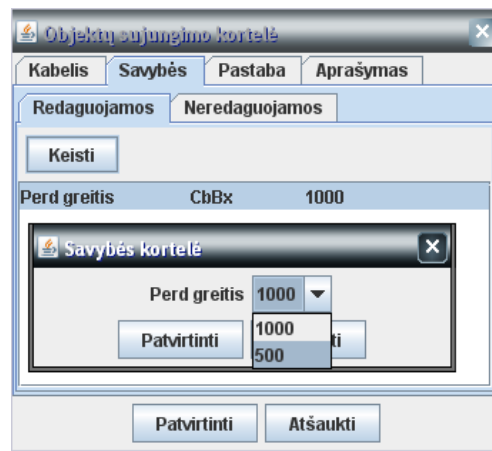 Objektų sujungimo kortelė
Kabelis Savybės Pastaba Aprašymas
Redaguojamos Neredaguojamos
Keisti
Perd greitis CbBx 1000
Savybės kortelė
Perd greitis 1000
1000
500
Patvirtinti ti
Patvirtinti Atšaukti